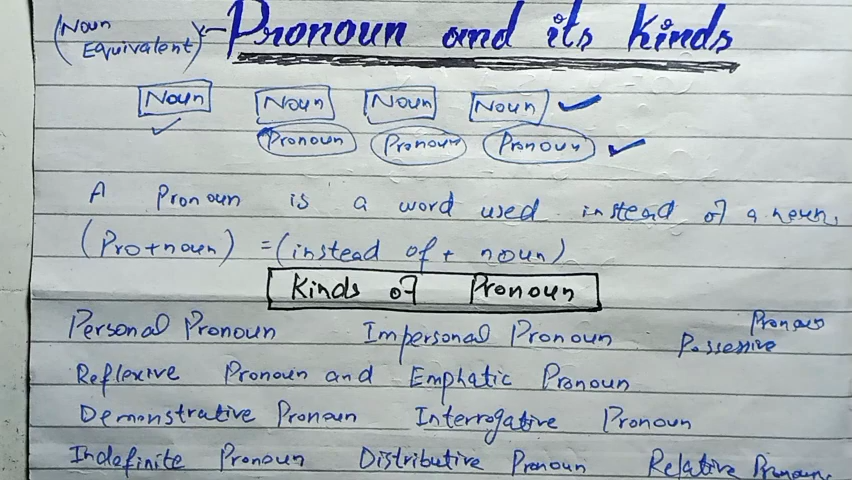 (Noun Equivalent) Pronoun and its Kinds
Noun Noun Noun Noun
Pronoun Pronoun Pronoun
A Pronoun is a word used instead of a noun.
(Pro+noun) = (instead of + noun)
Kinds of Pronoun
Personal Pronoun Impersonal Pronoun Possessive Pronoun
Reflexive Pronoun and Emphatic Pronoun
Demonstrative Pronoun Interrogative Pronoun
Indefinite Pronoun Distributive Pronoun Relative Pronoun